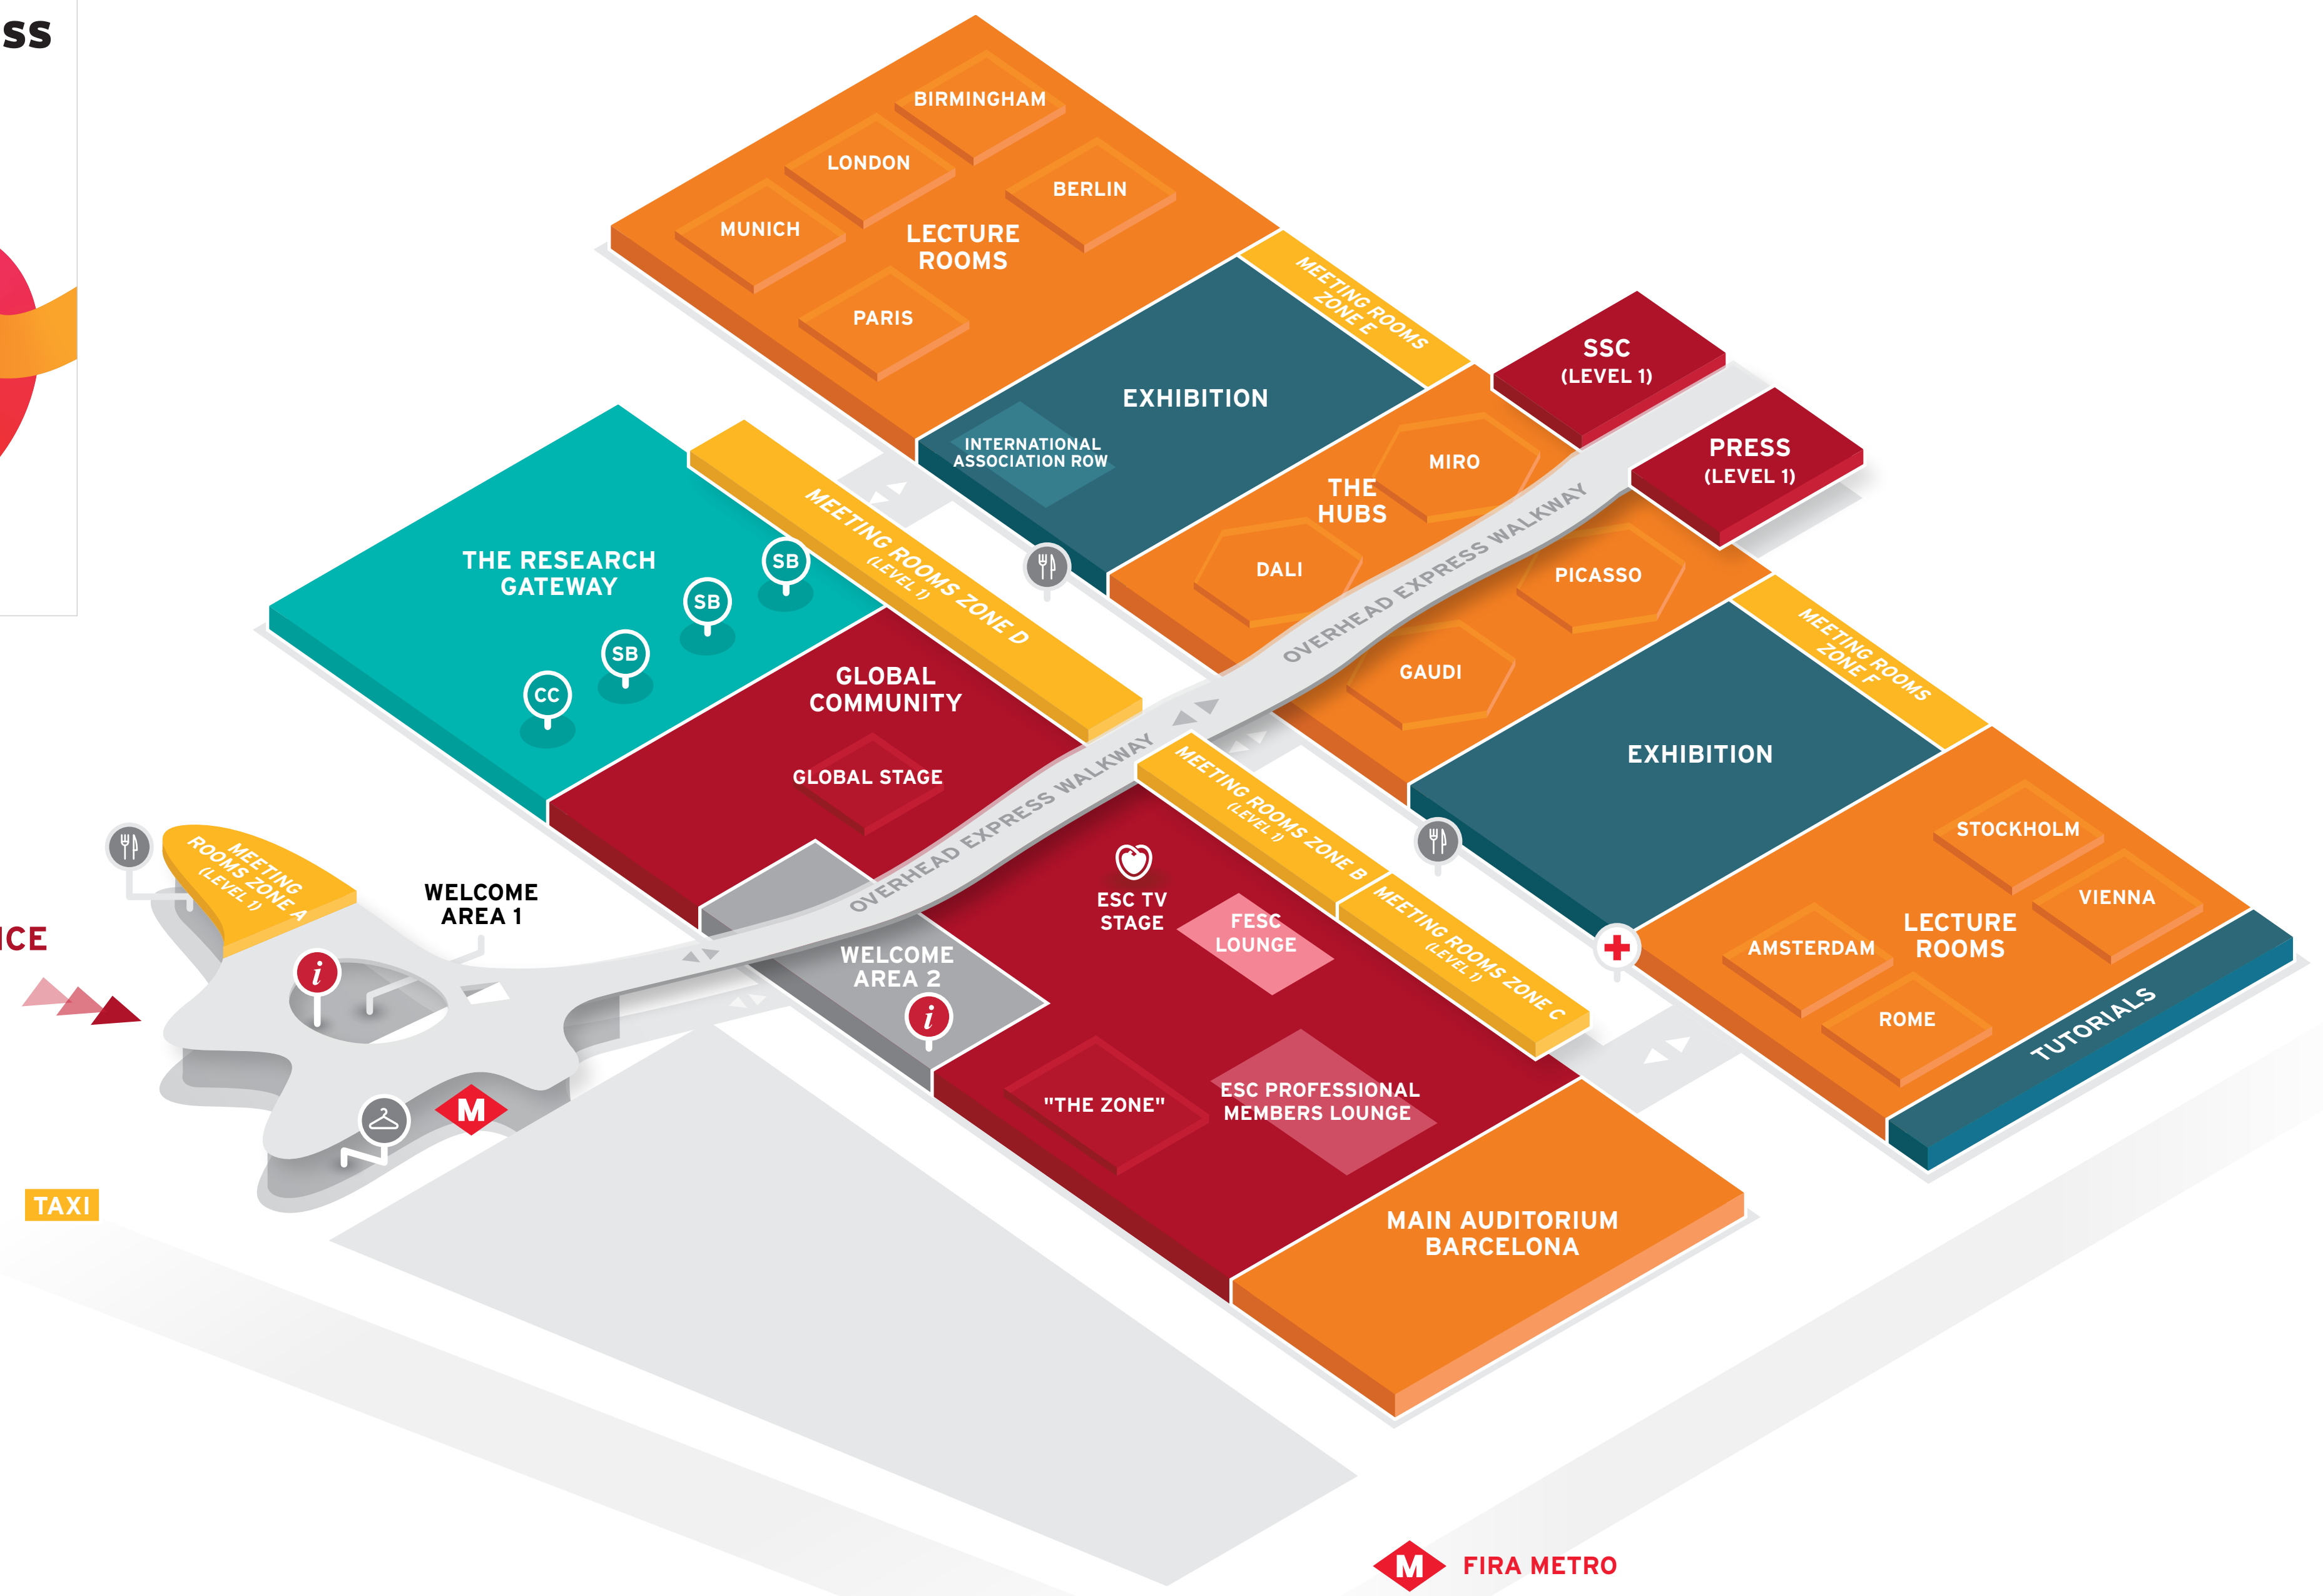 ss
BIRMINGHAM
LONDON
BERLIN
MUNICH
LECTURE
ROOMS
PARIS
MEETING ROOMS
ZONE E
SSC
(LEVEL 1)
EXHIBITION
INTERNATIONAL
ASSOCIATION ROW
PRESS
(LEVEL 1)
MIRO
THE
HUBS
DALI
PICASSO
GAUDI
OVERHEAD EXPRESS WALKWAY
MEETING ROOMS ZONE D
(LEVEL 1)
THE RESEARCH
GATEWAY
SB
SB
SB
CC
GLOBAL
COMMUNITY
GLOBAL STAGE
MEETING ROOMS
ZONE F
EXHIBITION
OVERHEAD EXPRESS WALKWAY
MEETING ROOMS ZONE B
(LEVEL 1)
MEETING ROOMS ZONE C
(LEVEL 1)
STOCKHOLM
VIENNA
LECTURE
ROOMS
AMSTERDAM
ROME
TUTORIALS
MEETING
ROOMS ZONE A
(LEVEL 1)
WELCOME
AREA 1
ICE
i
ESC TV
STAGE
FESC
LOUNGE
WELCOME
AREA 2
i
"THE ZONE"
ESC PROFESSIONAL
MEMBERS LOUNGE
M
TAXI
MAIN AUDITORIUM
BARCELONA
M FIRA METRO